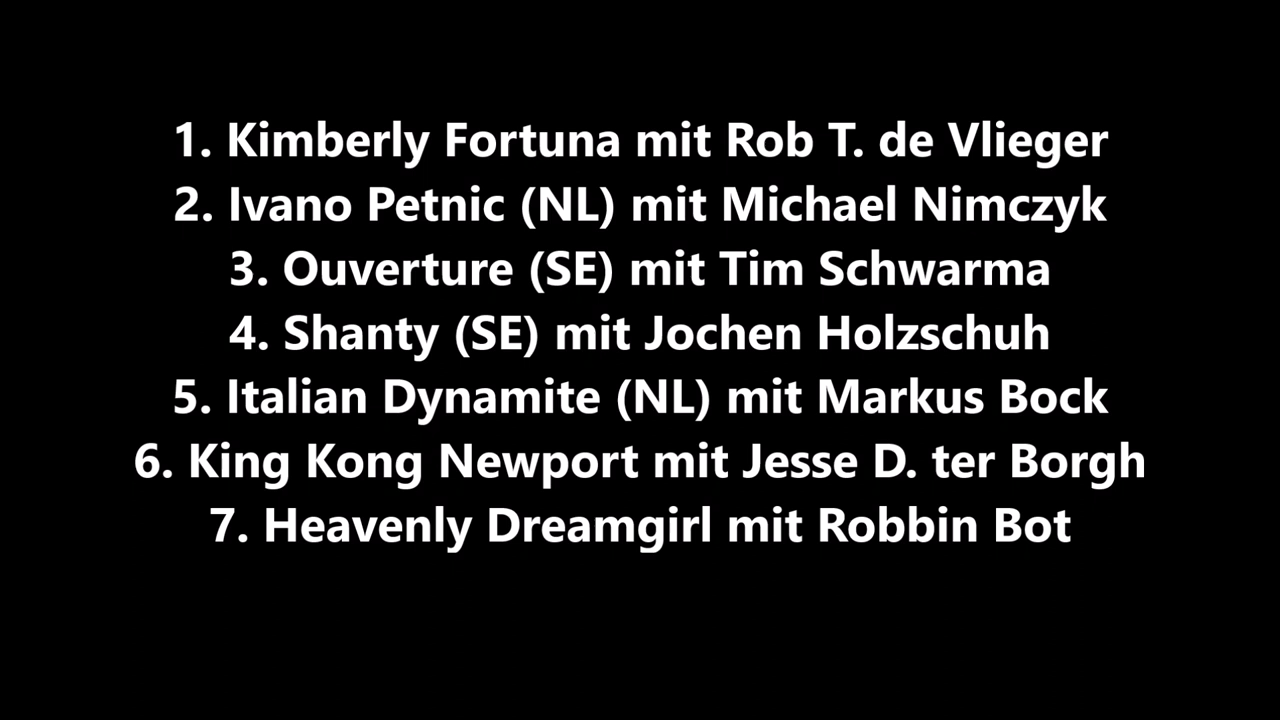 1. Kimberly Fortuna mit Rob T. de Vlieger
2. Ivano Petnic (NL) mit Michael Nimczyk
3. Ouverture (SE) mit Tim Schwarma
4. Shanty (SE) mit Jochen Holzschuh
5. Italian Dynamite (NL) mit Markus Bock
6. King Kong Newport mit Jesse D. ter Borgh
7. Heavenly Dreamgirl mit Robbin Bot